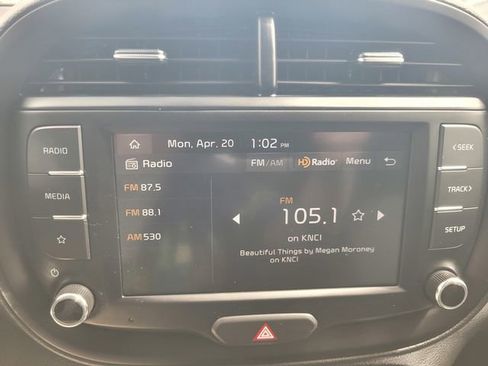 Mon, Apr. 20 1:02 PM
RADIO
Radio FM/AM HD Radio Menu
< SEEK
FM 87.5
MEDIA
FM 88.1
AM 530
FM
105.1
on KNCI
Beautiful Things by Megan Moroney
on KNCI
TRACK >
SETUP